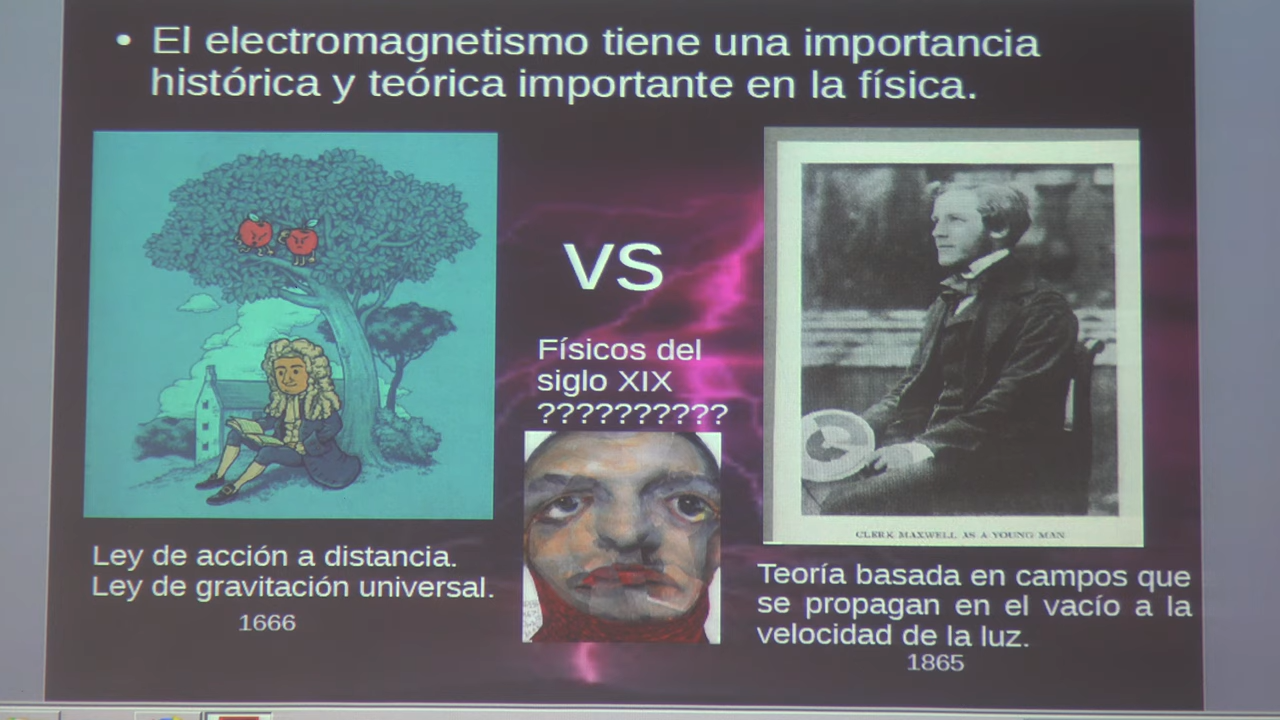 • El electromagnetismo tiene una importancia
histórica y teórica importante en la física.
vs
Físicos del
siglo XIX
??????????
CLERK MAXWELL AS A YOUNG MAN
Ley de acción a distancia.
Ley de gravitación universal.
1666
Teoría basada en campos que
se propagan en el vacío a la
velocidad de la luz.
1865